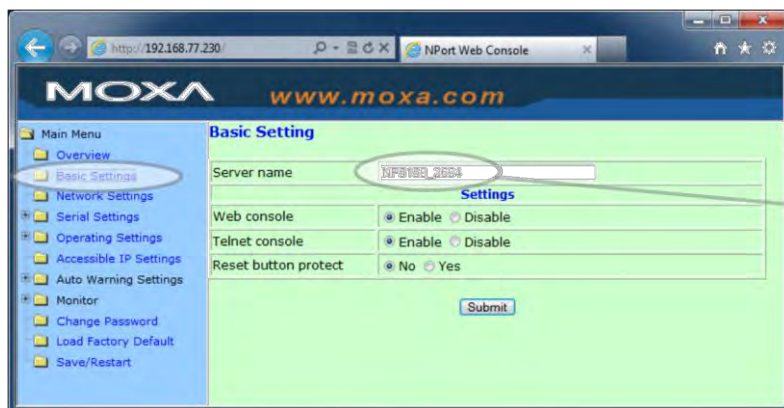 http://192.168.77.230/
NPort Web Console
MOXA
www.moxa.com
Main Menu
Overview
Basic Settings
Network Settings
Serial Settings
Operating Settings
Accessible IP Settings
Auto Warning Settings
Monitor
Change Password
Load Factory Default
Save/Restart
Basic Setting
Server name
Settings
Web console
Enable Disable
Telnet console
Enable Disable
Reset button protect
No Yes
Submit